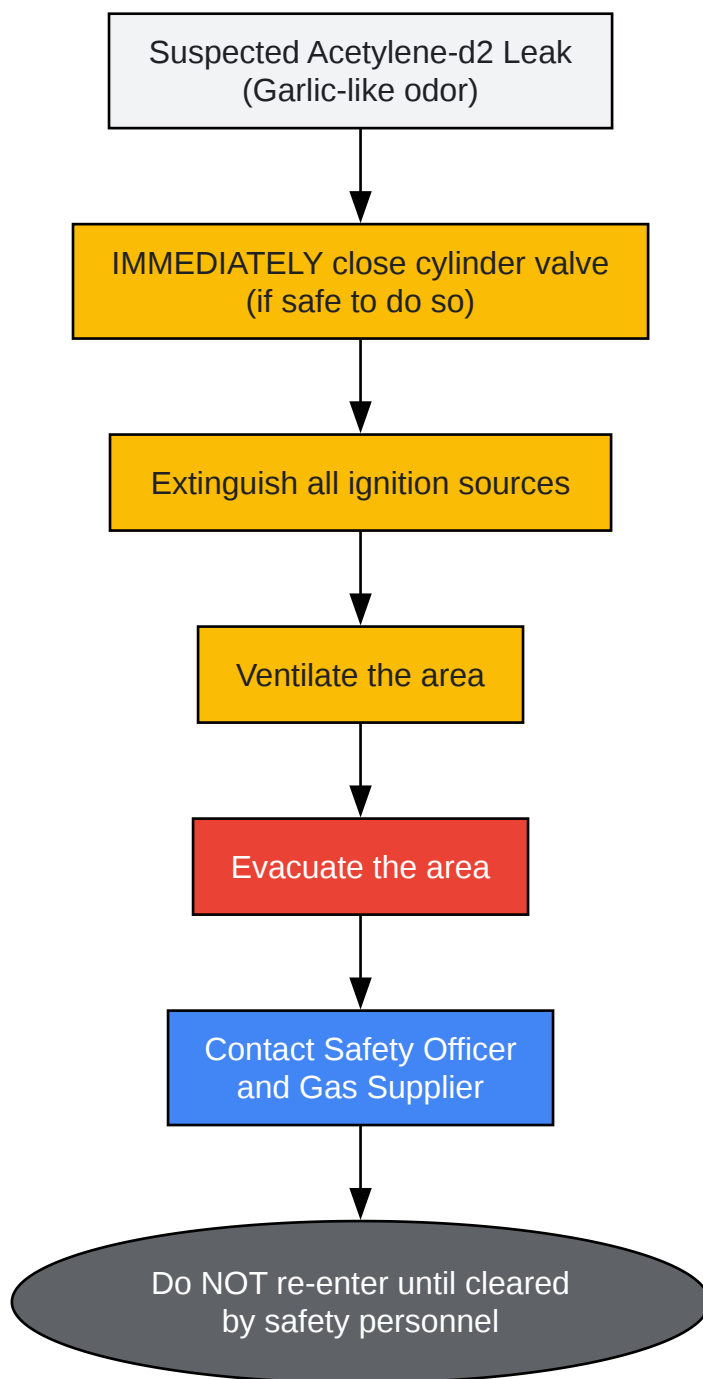 Suspected Acetylene-d2 Leak
(Garlic-like odor)
IMMEDIATELY close cylinder valve
(if safe to do so)
Extinguish all ignition sources
Ventilate the area
Evacuate the area
Contact Safety Officer
and Gas Supplier
Do NOT re-enter until cleared
by safety personnel